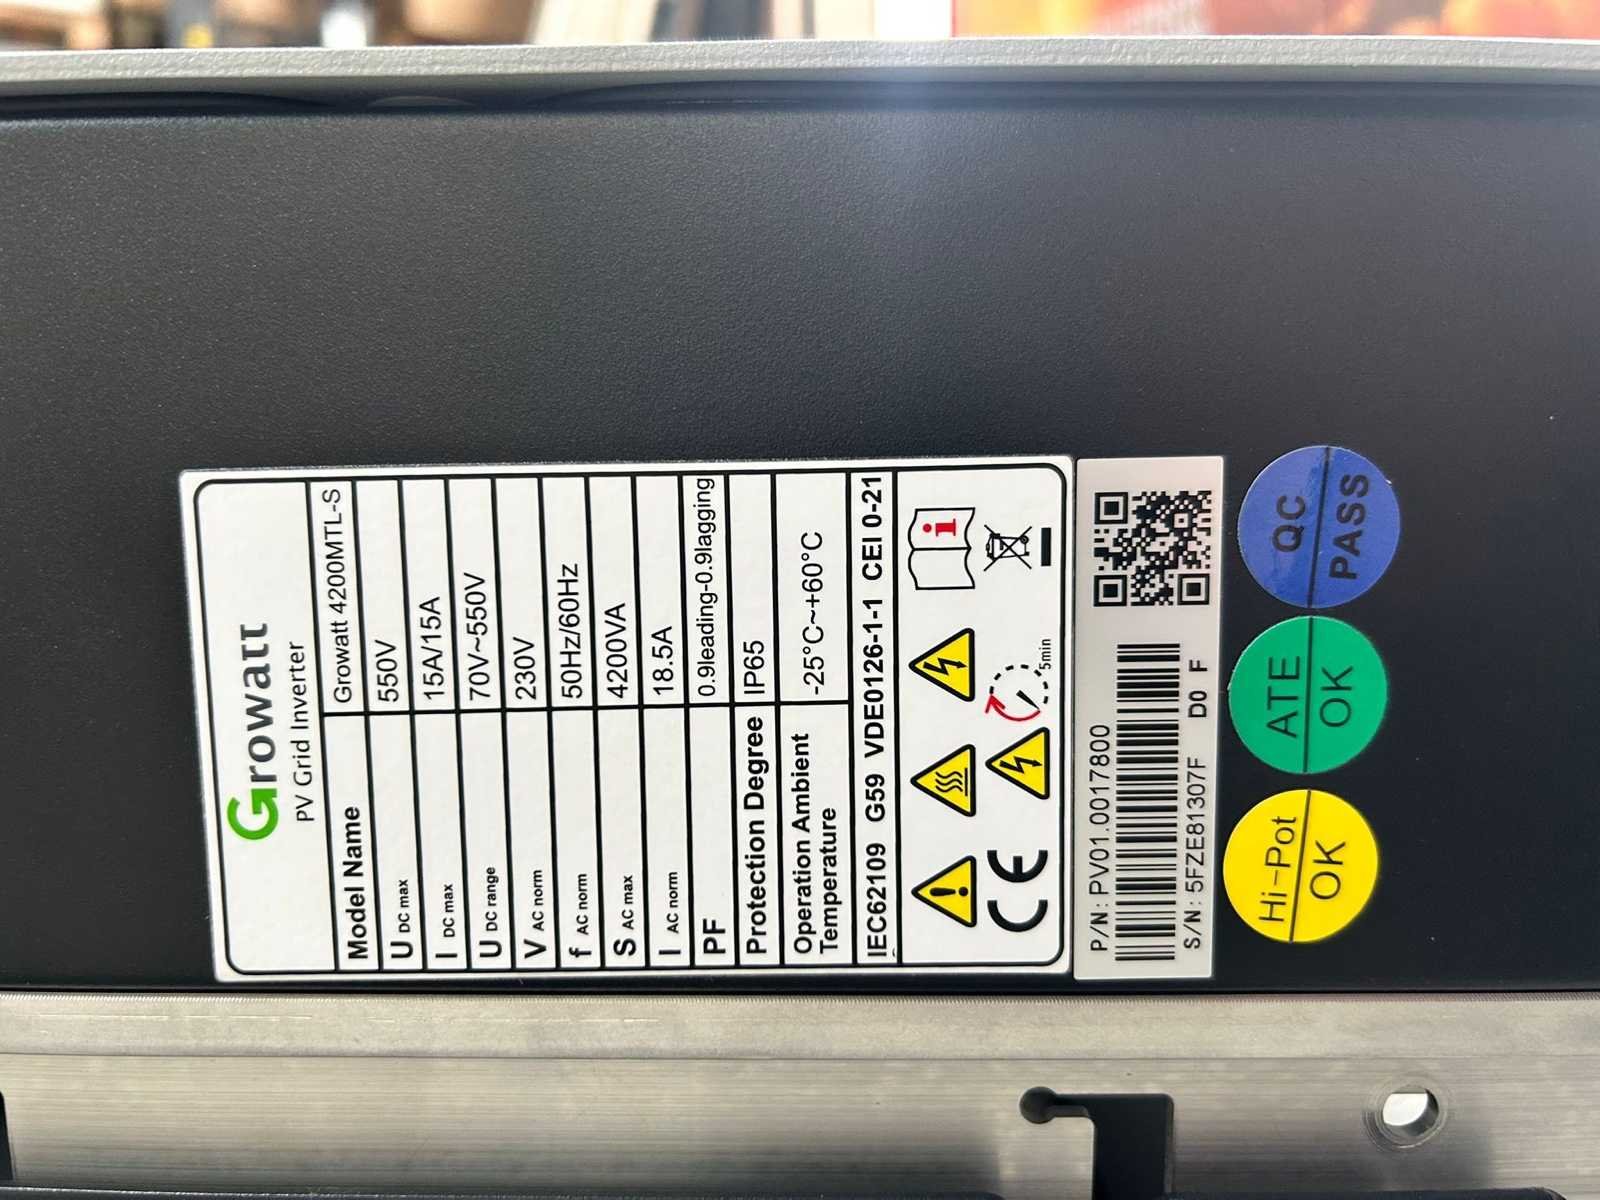 Growatt
PV Grid Inverter
Model Name Growatt 4200MTL-S
U DC max 550V
I DC max 15A/15A
U DC range 70V~550V
V AC norm 230V
f AC norm 50Hz/60Hz
S AC max 4200VA
I AC norm 18.5A
PF 0.9leading-0.9lagging
Protection Degree IP65
Operation Ambient Temperature -25°C~+60°C
IEC62109 G59 VDE0126-1-1 CEI 0-21
i
5min
CE
P/N: PV01.0017800
S/N: 5FZE81307F D0 F
Hi-Pot
OK
ATE
OK
QC
PASS